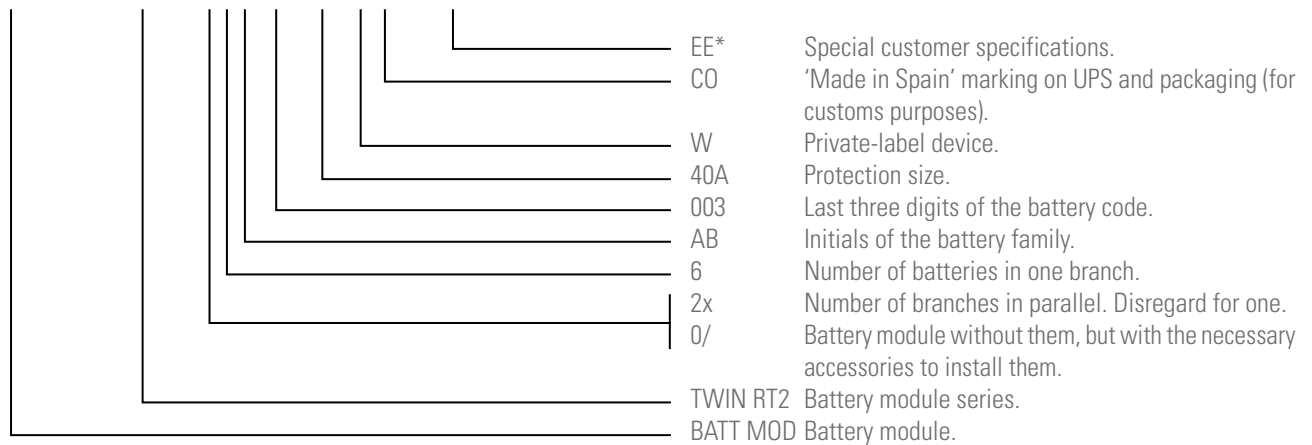 EE* Special customer specifications.
CO ‘Made in Spain’ marking on UPS and packaging (for
customs purposes).
W Private-label device.
40A Protection size.
003 Last three digits of the battery code.
AB Initials of the battery family.
6 Number of batteries in one branch.
2x Number of branches in parallel. Disregard for one.
0/ Battery module without them, but with the necessary
accessories to install them.
TWIN RT2 Battery module series.
BATT MOD Battery module.